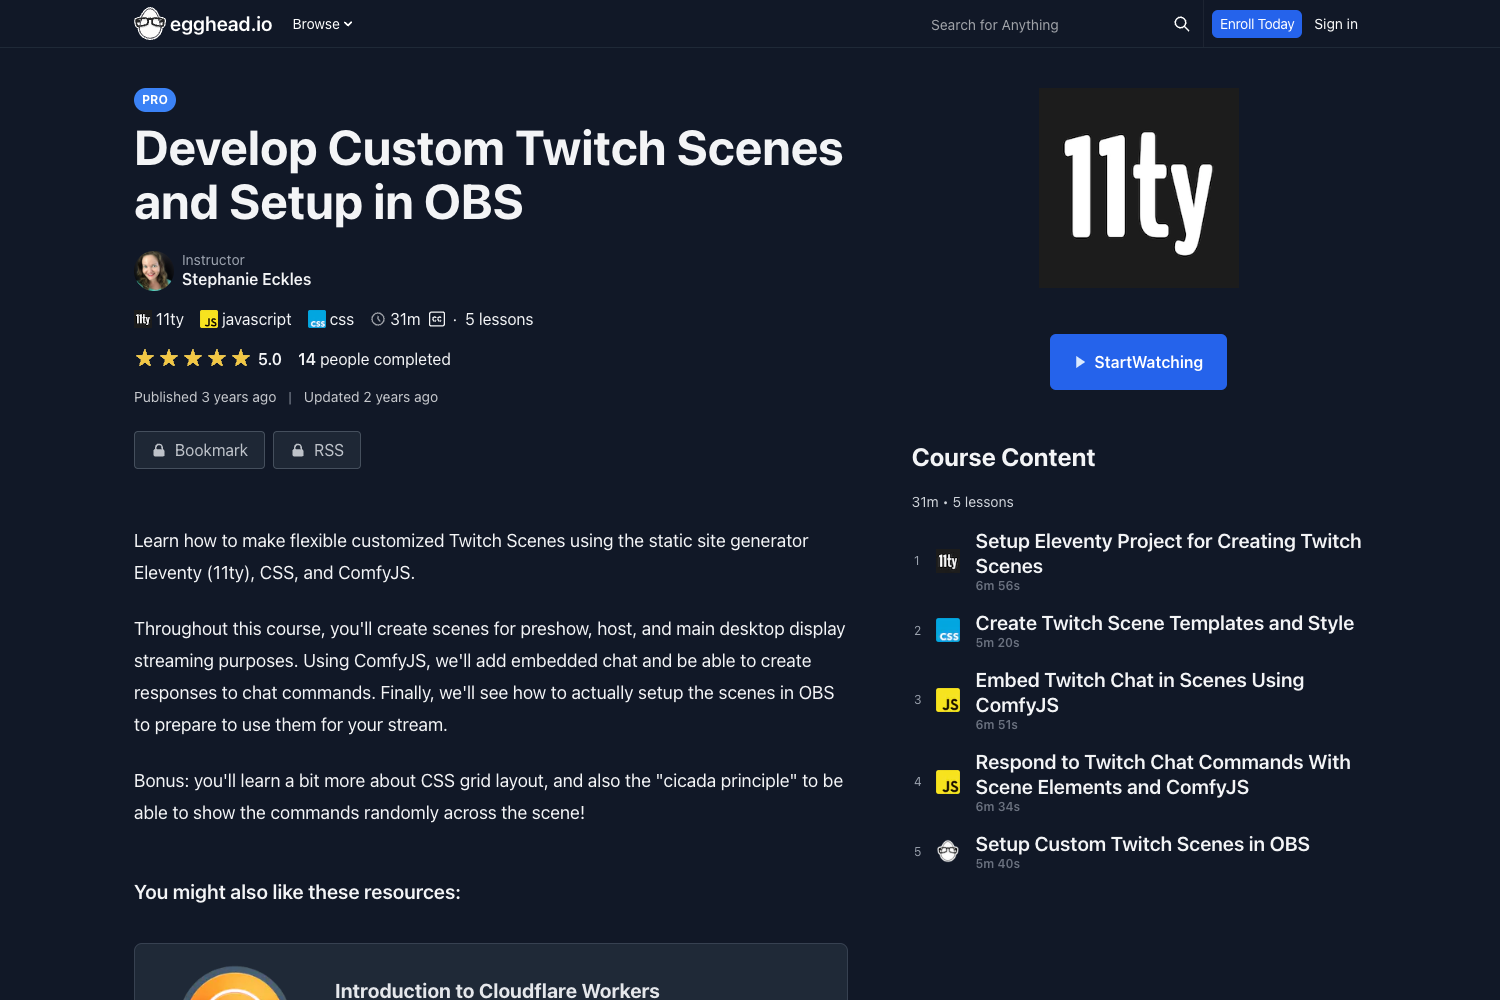 egghead.io
Browse
Search for Anything
Enroll Today
Sign in
PRO
Develop Custom Twitch Scenes
and Setup in OBS
Instructor
Stephanie Eckles
11ty 11ty JS javascript css css 31m CC · 5 lessons
5.0 14 people completed
Published 3 years ago | Updated 2 years ago
Bookmark
RSS
Learn how to make flexible customized Twitch Scenes using the static site generator
Eleventy (11ty), CSS, and ComfyJS.
Throughout this course, you'll create scenes for preshow, host, and main desktop display
streaming purposes. Using ComfyJS, we'll add embedded chat and be able to create
responses to chat commands. Finally, we'll see how to actually setup the scenes in OBS
to prepare to use them for your stream.
Bonus: you'll learn a bit more about CSS grid layout, and also the "cicada principle" to be
able to show the commands randomly across the scene!
You might also like these resources:
Introduction to Cloudflare Workers
11ty
StartWatching
Course Content
31m • 5 lessons
1 11ty Setup Eleventy Project for Creating Twitch
Scenes
6m 56s
2 css Create Twitch Scene Templates and Style
5m 20s
3 JS Embed Twitch Chat in Scenes Using
ComfyJS
6m 51s
4 JS Respond to Twitch Chat Commands With
Scene Elements and ComfyJS
6m 34s
5 Setup Custom Twitch Scenes in OBS
5m 40s